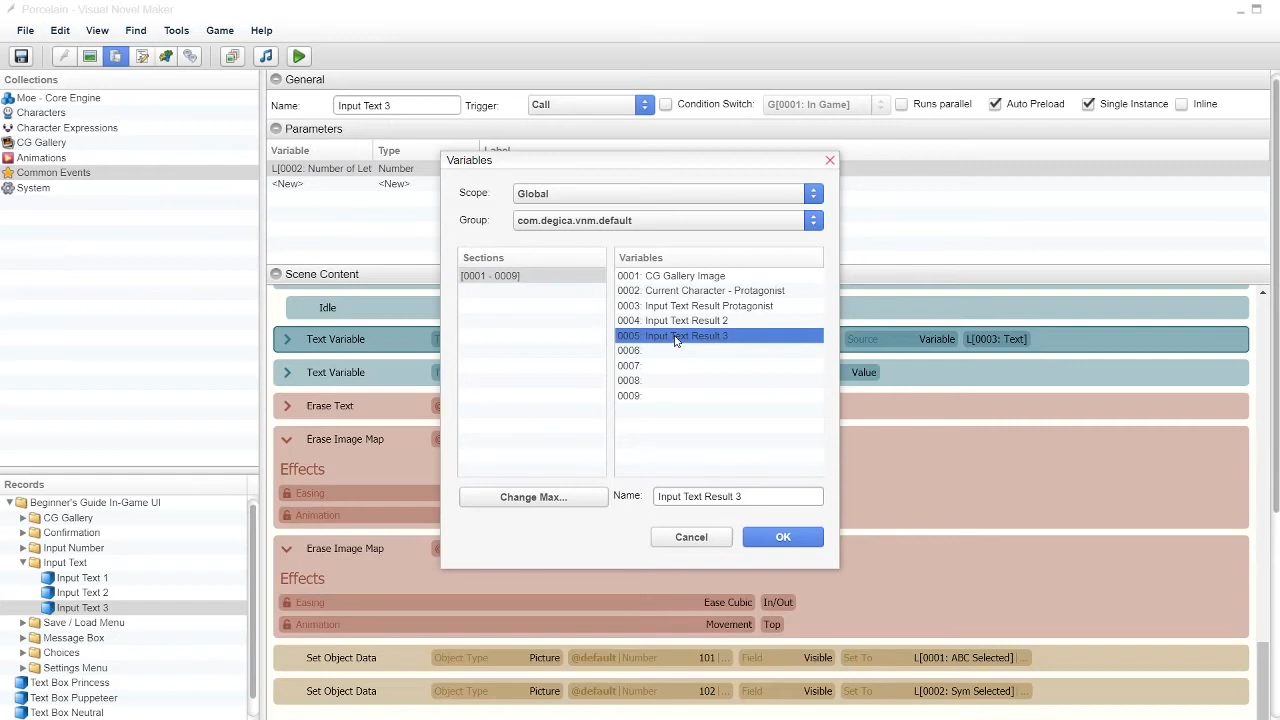 Porcelain - Visual Novel Maker
File Edit View Find Tools Game Help
Collections
Moe - Core Engine
Characters
Character Expressions
CG Gallery
Animations
Common Events
System
General
Name: Input Text 3 Trigger: Call Condition Switch: G[0001: In Game] Runs parallel Auto Preload Single Instance Inline
Parameters
Variable Type Label
L[0002: Number of Let Number
<New> <New>
Variables
Scope: Global
Group: com.degica.vnm.default
Sections Variables
[0001 - 0009]
0001: CG Gallery Image
0002: Current Character - Protagonist
0003: Input Text Result Protagonist
0004: Input Text Result 2
0005: Input Text Result 3
0006:
0007:
0008:
0009:
Change Max... Name: Input Text Result 3
Cancel OK
Scene Content
Idle
Text Variable Source Variable L[0003: Text]
Text Variable Value
Erase Text
Erase Image Map
Effects
Easing
Animation
Erase Image Map
Effects
Easing Ease Cubic In/Out
Animation Movement Top
Set Object Data Object Type Picture @default | Number 101 |... Field Visible Set To L[0001: ABC Selected] |...
Set Object Data Object Type Picture @default | Number 102 |... Field Visible Set To L[0002: Sym Selected] |...
Records
Beginner's Guide In-Game UI
CG Gallery
Confirmation
Input Number
Input Text
Input Text 1
Input Text 2
Input Text 3
Save / Load Menu
Message Box
Choices
Settings Menu
Text Box Princess
Text Box Puppeteer
Text Box Neutral